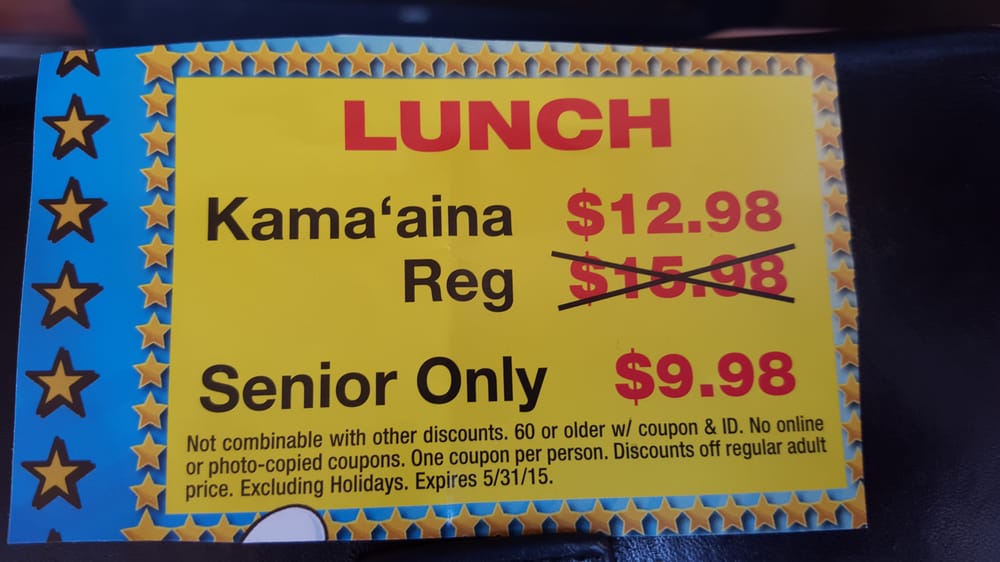 LUNCH
Kama‘aina $12.98
Reg $15.98
Senior Only $9.98
Not combinable with other discounts. 60 or older w/ coupon & ID. No online
or photo-copied coupons. One coupon per person. Discounts off regular adult
price. Excluding Holidays. Expires 5/31/15.